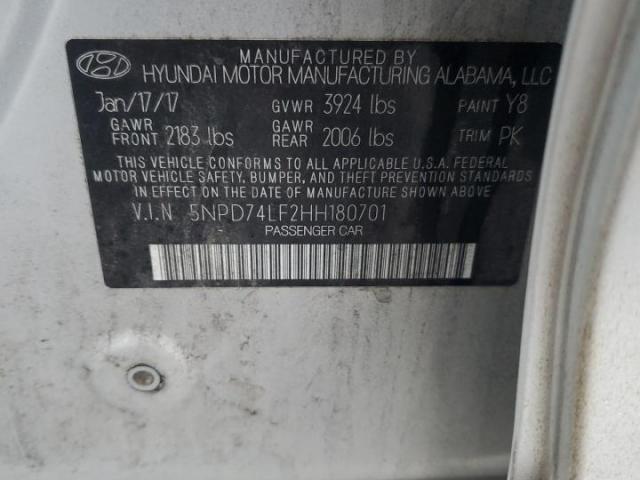 MANUFACTURED BY
HYUNDAI MOTOR MANUFACTURING ALABAMA, LLC
Jan/17/17 GVWR 3924 lbs PAINT Y8
GAWR FRONT 2183 lbs GAWR REAR 2006 lbs TRIM PK
THIS VEHICLE CONFORMS TO ALL APPLICABLE U.S.A. FEDERAL
MOTOR VEHICLE SAFETY, BUMPER, AND THEFT PREVENTION STANDARDS
IN EFFECT ON THE DATE OF MANUFACTURE SHOWN ABOVE.
V.I.N 5NPD74LF2HH180701
PASSENGER CAR